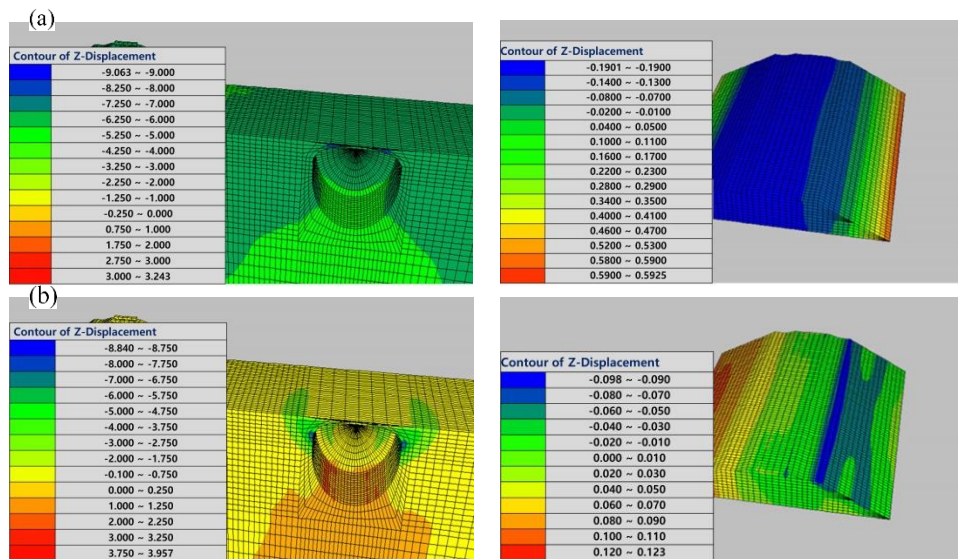 (a)
Contour of Z-Displacement
-9.063 ~ -9.000
-8.250 ~ -8.000
-7.250 ~ -7.000
-6.250 ~ -6.000
-5.250 ~ -5.000
-4.250 ~ -4.000
-3.250 ~ -3.000
-2.250 ~ -2.000
-1.250 ~ -1.000
-0.250 ~ 0.000
0.750 ~ 1.000
1.750 ~ 2.000
2.750 ~ 3.000
3.000 ~ 3.243
Contour of Z-Displacement
-0.1901 ~ -0.1900
-0.1400 ~ -0.1300
-0.0800 ~ -0.0700
-0.0200 ~ -0.0100
0.0400 ~ 0.0500
0.1000 ~ 0.1100
0.1600 ~ 0.1700
0.2200 ~ 0.2300
0.2800 ~ 0.2900
0.3400 ~ 0.3500
0.4000 ~ 0.4100
0.4600 ~ 0.4700
0.5200 ~ 0.5300
0.5800 ~ 0.5900
0.5900 ~ 0.5925
(b)
Contour of Z-Displacement
-8.840 ~ -8.750
-8.000 ~ -7.750
-7.000 ~ -6.750
-6.000 ~ -5.750
-5.000 ~ -4.750
-4.000 ~ -3.750
-3.000 ~ -2.750
-2.000 ~ -1.750
-0.100 ~ -0.750
0.000 ~ 0.250
1.000 ~ 1.250
2.000 ~ 2.250
3.000 ~ 3.250
3.750 ~ 3.957
Contour of Z-Displacement
-0.098 ~ -0.090
-0.080 ~ -0.070
-0.060 ~ -0.050
-0.040 ~ -0.030
-0.020 ~ -0.010
0.000 ~ 0.010
0.020 ~ 0.030
0.040 ~ 0.050
0.060 ~ 0.070
0.080 ~ 0.090
0.100 ~ 0.110
0.120 ~ 0.123